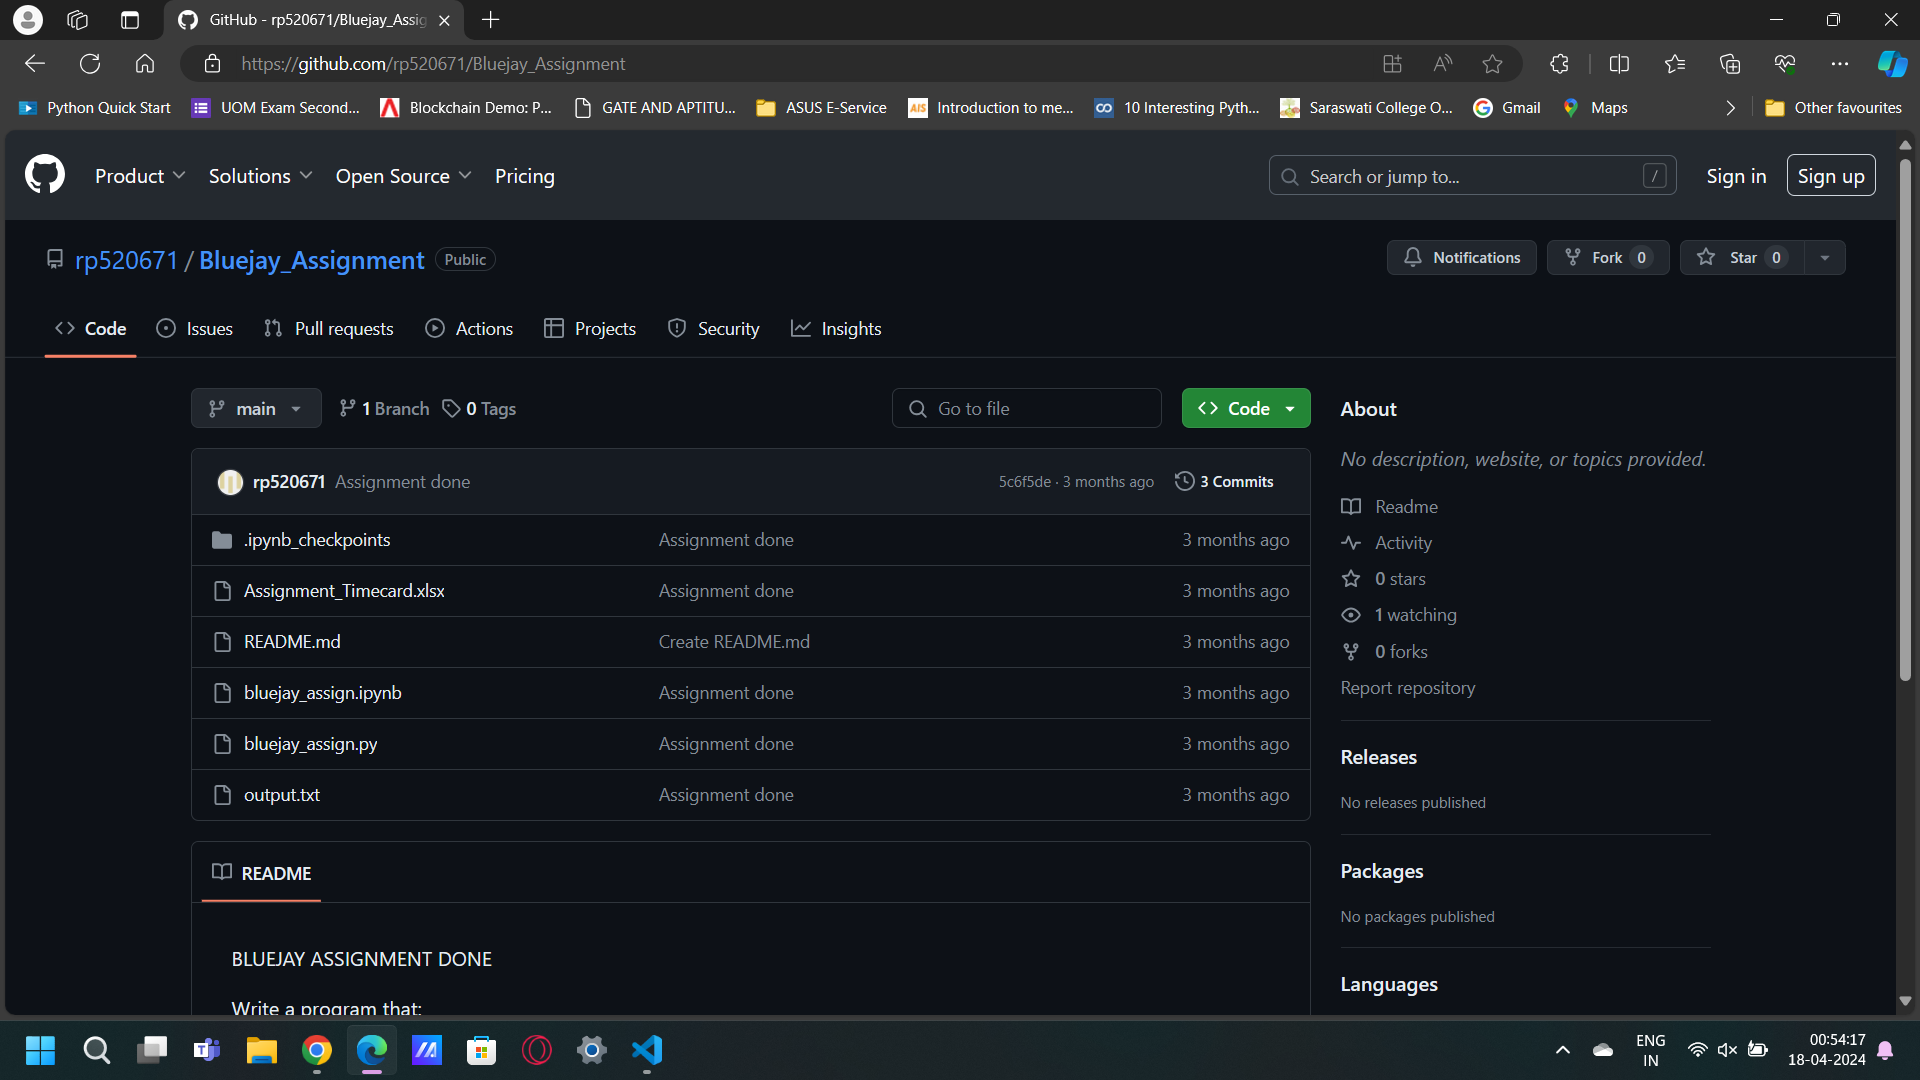 GitHub - rp520671/Bluejay_Assig
https://github.com/rp520671/Bluejay_Assignment
Python Quick Start UOM Exam Second... Blockchain Demo: P... GATE AND APTITU... ASUS E-Service AIS Introduction to me... 10 Interesting Pyth... Saraswati College O... Gmail Maps Other favourites
Product Solutions Open Source Pricing Search or jump to... / Sign in Sign up
rp520671 / Bluejay_Assignment Public Notifications Fork 0 Star 0
Code Issues Pull requests Actions Projects Security Insights
main 1 Branch 0 Tags Go to file Code About
No description, website, or topics provided.
rp520671 Assignment done 5c6f5de · 3 months ago 3 Commits
Readme
.ipynb_checkpoints Assignment done 3 months ago
Activity
0 stars
Assignment_Timecard.xlsx Assignment done 3 months ago
1 watching
README.md Create README.md 3 months ago
0 forks
Report repository
bluejay_assign.ipynb Assignment done 3 months ago
bluejay_assign.py Assignment done 3 months ago
Releases
output.txt Assignment done 3 months ago
No releases published
README
Packages
No packages published
BLUEJAY ASSIGNMENT DONE
Languages
Write a program that:
ENG
IN
00:54:17
18-04-2024